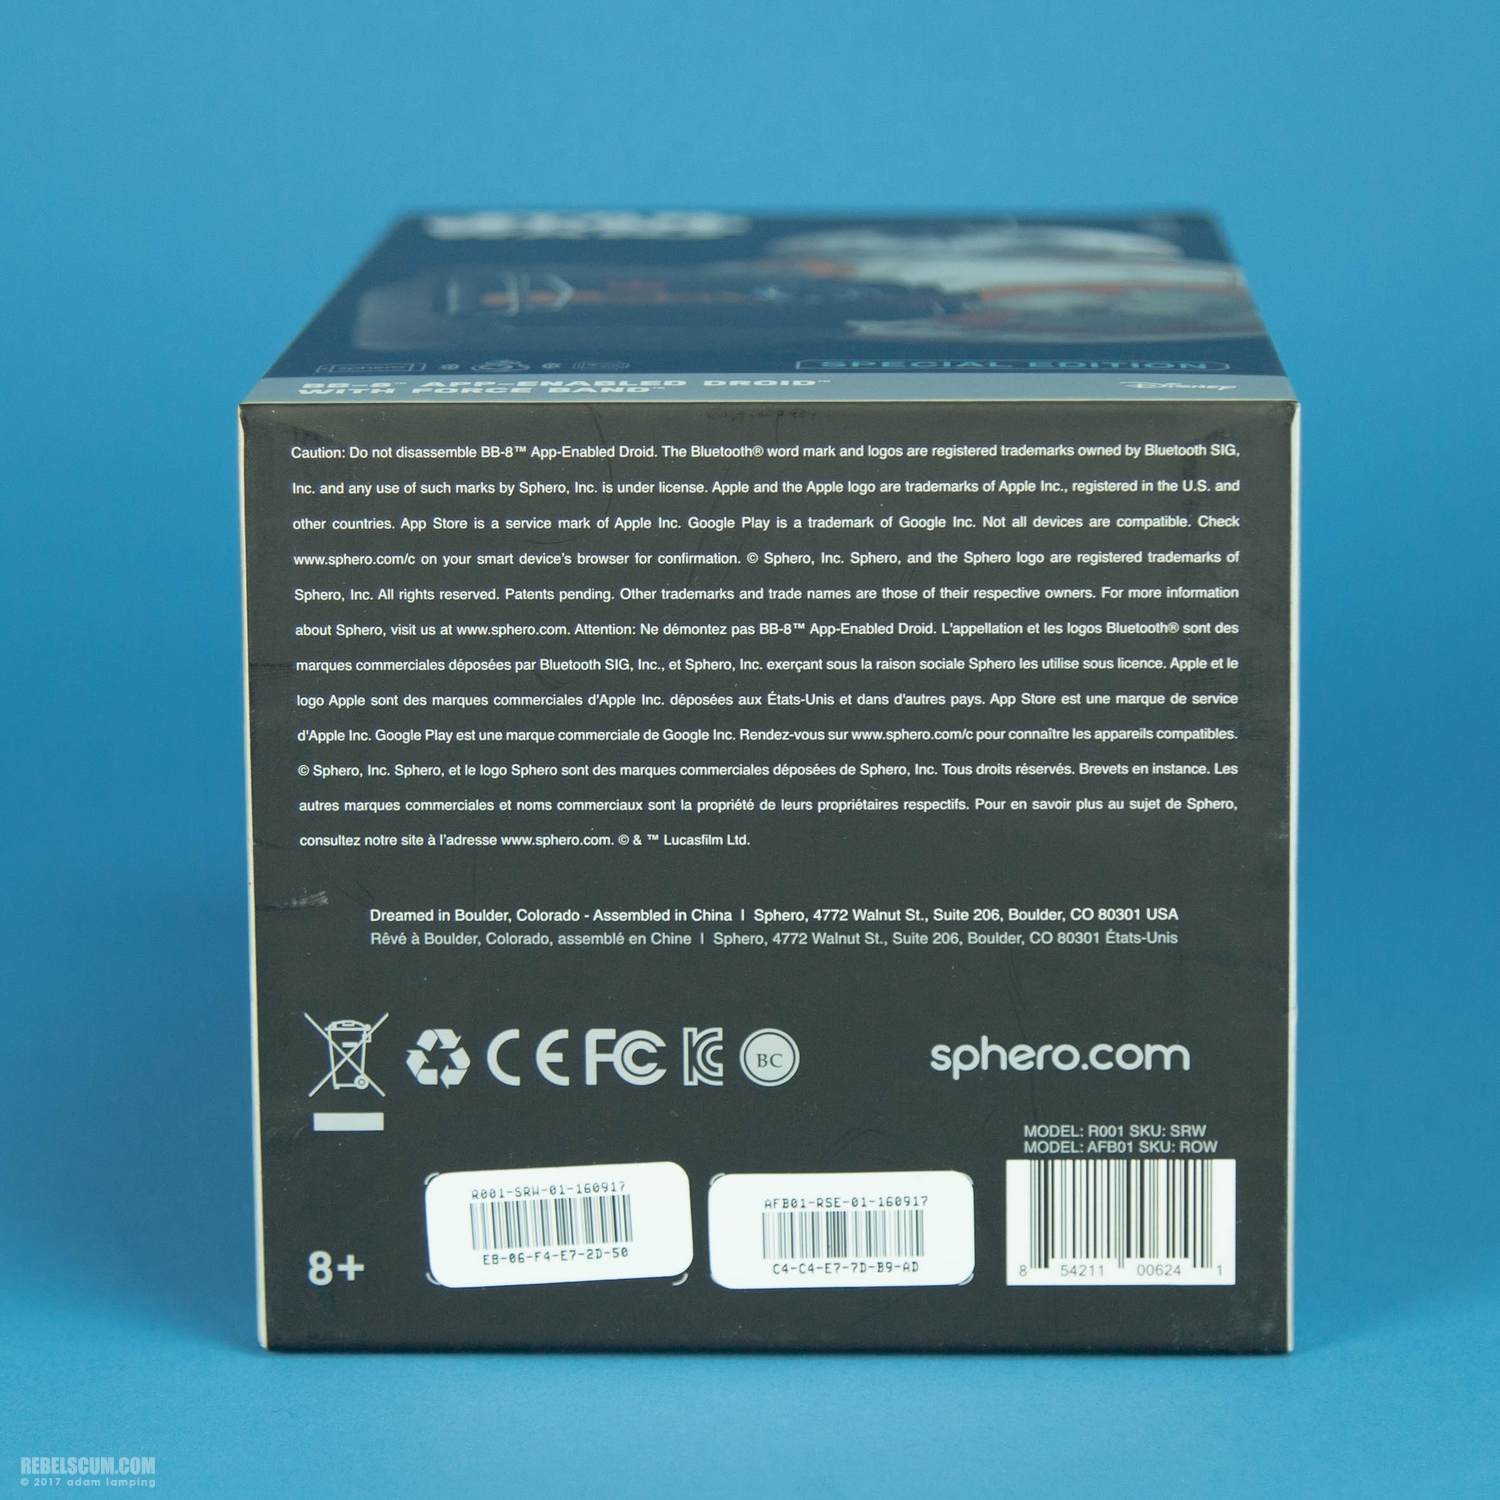 SPECIAL EDITION
sphero
BB-8™ APP-ENABLED DROID™
WITH FORCE BAND™
Disney
Caution: Do not disassemble BB-8™ App-Enabled Droid. The Bluetooth® word mark and logos are registered trademarks owned by Bluetooth SIG,
Inc. and any use of such marks by Sphero, Inc. is under license. Apple and the Apple logo are trademarks of Apple Inc., registered in the U.S. and
other countries. App Store is a service mark of Apple Inc. Google Play is a trademark of Google Inc. Not all devices are compatible. Check
www.sphero.com/c on your smart device's browser for confirmation. © Sphero, Inc. Sphero, and the Sphero logo are registered trademarks of
Sphero, Inc. All rights reserved. Patents pending. Other trademarks and trade names are those of their respective owners. For more information
about Sphero, visit us at www.sphero.com. Attention: Ne démontez pas BB-8™ App-Enabled Droid. L'appellation et les logos Bluetooth® sont des
marques commerciales déposées par Bluetooth SIG, Inc., et Sphero, Inc. exerçant sous la raison sociale Sphero les utilise sous licence. Apple et le
logo Apple sont des marques commerciales d'Apple Inc. déposées aux États-Unis et dans d'autres pays. App Store est une marque de service
d'Apple Inc. Google Play est une marque commerciale de Google Inc. Rendez-vous sur www.sphero.com/c pour connaître les appareils compatibles.
© Sphero, Inc. Sphero, et le logo Sphero sont des marques commerciales déposées de Sphero, Inc. Tous droits réservés. Brevets en instance. Les
autres marques commerciales et noms commerciaux sont la propriété de leurs propriétaires respectifs. Pour en savoir plus au sujet de Sphero,
consultez notre site à l'adresse www.sphero.com. © & ™ Lucasfilm Ltd.
Dreamed in Boulder, Colorado - Assembled in China | Sphero, 4772 Walnut St., Suite 206, Boulder, CO 80301 USA
Rêvé à Boulder, Colorado, assemblé en Chine | Sphero, 4772 Walnut St., Suite 206, Boulder, CO 80301 États-Unis
CE FC KC BC
sphero.com
MODEL: R001 SKU: SRW
MODEL: AFB01 SKU: ROW
R001-SRW-01-160917
EB-06-F4-E7-2D-50
AFB01-RSE-01-160917
C4-C4-E7-7D-B9-AD
8 54211 00624 1
8+
REBELSCUM.COM
© 2017 adam lamping